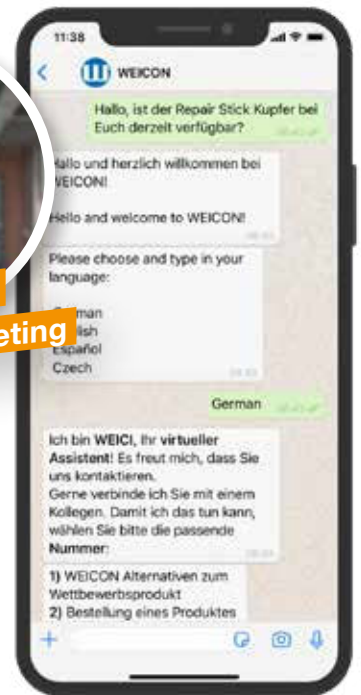 11:38
WEICON
Hallo, ist der Repair Stick Kupfer bei
Euch derzeit verfügbar?
Hallo und herzlich willkommen bei
WEICON!
Hello and welcome to WEICON!
Please choose and type in your
language:
Español
Czech
eting
German
Ich bin WEICI, Ihr virtueller
Assistent! Es freut mich, dass Sie
uns kontaktieren.
Gerne verbinde ich Sie mit einem
Kollegen. Damit ich das tun kann,
wählen Sie bitte die passende
Nummer:
1) WEICON Alternativen zum
Wettbewerbsprodukt
2) Bestellung eines Produktes